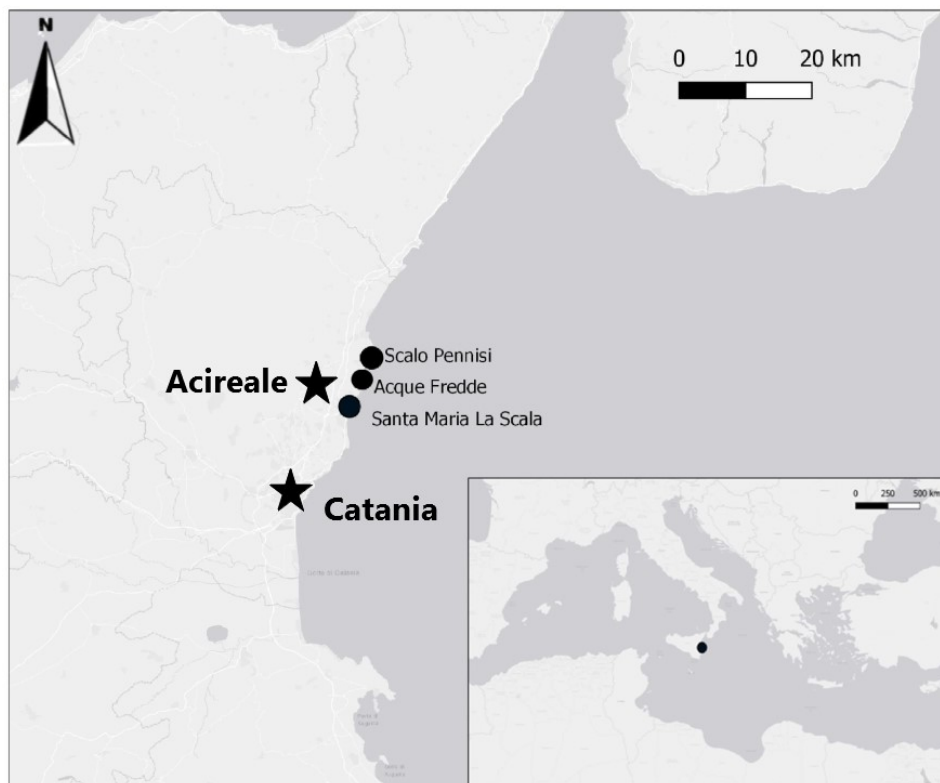 N
0 10 20 km
Scalo Pennisi
Acireale
Acque Fredde
Santa Maria La Scala
Catania
0 250 500 km